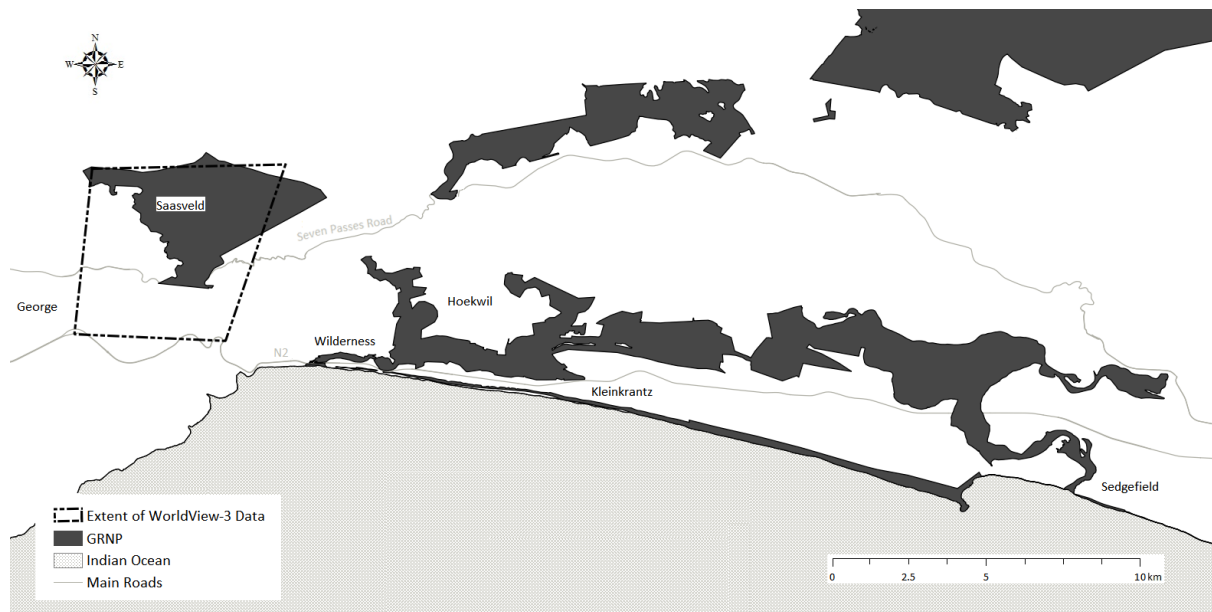 N
W E
S
Saasveld
Seven Passes Road
George
Hoekwil
Wilderness
N2
Kleinkrantz
Sedgefield
Extent of WorldView-3 Data
GRNP
Indian Ocean
Main Roads
0 2.5 5 10 km